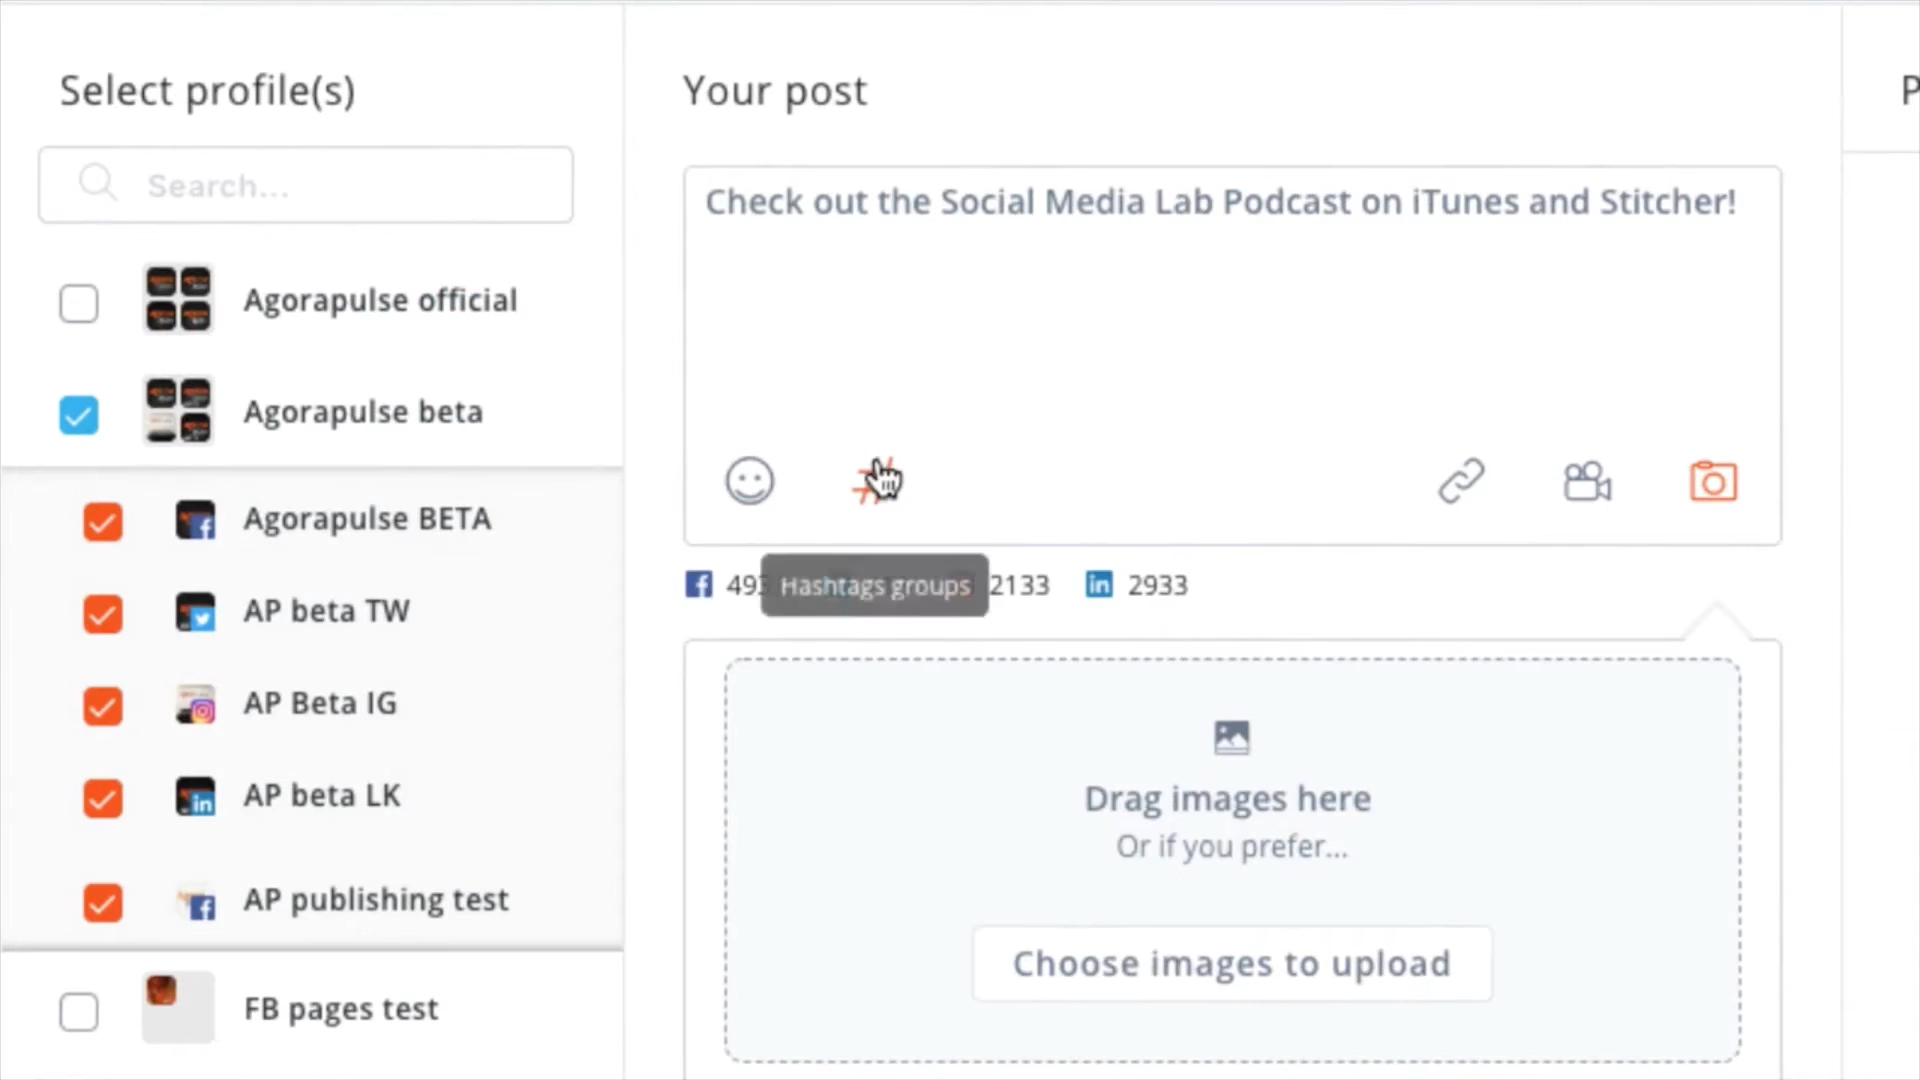 Select profile(s)
Search...
Agorapulse official
Agorapulse beta
Agorapulse BETA
AP beta TW
AP Beta IG
AP beta LK
AP publishing test
FB pages test
Your post
Check out the Social Media Lab Podcast on iTunes and Stitcher!
Hashtags groups
2133
2933
Drag images here
Or if you prefer...
Choose images to upload